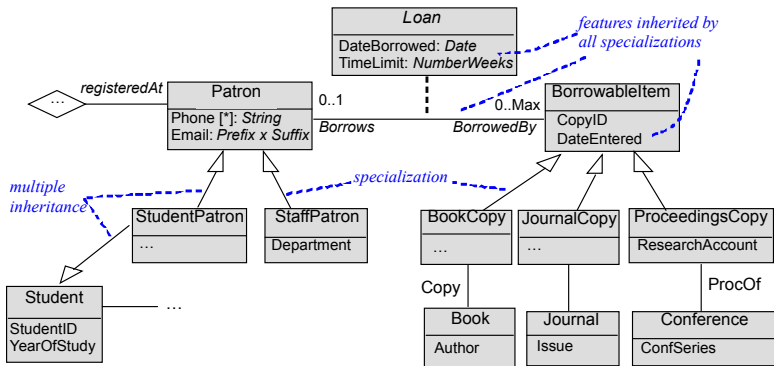 Loan
DateBorrowed: Date
TimeLimit: NumberWeeks
features inherited by
all specializations
...
registeredAt
Patron
Phone [*]: String
Email: Prefix x Suffix
0..1
Borrows
0..Max
BorrowedBy
BorrowableItem
CopyID
DateEntered
multiple
inheritance
specialization
StudentPatron
...
StaffPatron
Department
BookCopy
...
JournalCopy
...
ProceedingsCopy
ResearchAccount
Student
StudentID
YearOfStudy
...
Copy
ProcOf
Book
Author
Journal
Issue
Conference
ConfSeries